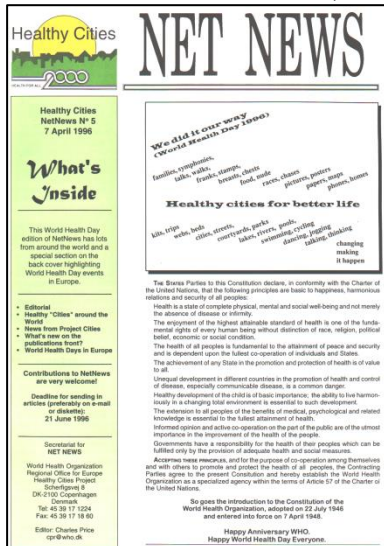 Healthy Cities
2000
HEALTH FOR ALL
NET NEWS
Healthy Cities
NetNews Nº 5
7 April 1996
What's
Inside
This World Health Day
edition of NetNews has lots
from around the world and
a special section on the
back cover highlighting
World Health Day events
in Europe.
• Editorial
• Healthy "Cities" around the
World
• News from Project Cities
• What's new on the
publications front?
• World Health Days in Europe
Contributions to NetNews
are very welcome!
Deadline for sending in
articles (preferably on e-mail
or diskette):
21 June 1996
Secretariat for
NET NEWS
World Health Organization
Regional Office for Europe
Healthy Cities Project
Scherfigsvej 8
DK-2100 Copenhagen
Denmark
Tel: 45 39 17 1224
Fax: 45 39 17 18 60
Editor: Charles Price
cpr@who.dk
We did it our way
(World Health Day 1996)
families, symphonies,
talks, walks,
franks, stamps,
breasts, chests
food, nude
races, chases
pictures, posters
papers, maps
phones, homes
Healthy cities for better life
kits, trips
webs, beds
cities, streets,
courtyards, parks
lakes, rivers, pools,
swimming, cycling
dancing, jogging
talking, thinking
changing
making
it happen
THE STATES Parties to this Constitution declare, in conformity with the Charter of
the United Nations, that the following principles are basic to happiness, harmonious
relations and security of all peoples:
Health is a state of complete physical, mental and social well-being and not merely
the absence of disease or infirmity.
The enjoyment of the highest attainable standard of health is one of the funda-
mental rights of every human being without distinction of race, religion, political
belief, economic or social condition.
The health of all peoples is fundamental to the attainment of peace and security
and is dependent upon the fullest co-operation of individuals and States.
The achievement of any State in the promotion and protection of health is of value
to all.
Unequal development in different countries in the promotion of health and control
of disease, especially communicable disease, is a common danger.
Healthy development of the child is of basic importance; the ability to live harmon-
iously in a changing total environment is essential to such development.
The extension to all peoples of the benefits of medical, psychological and related
knowledge is essential to the fullest attainment of health.
Informed opinion and active co-operation on the part of the public are of the utmost
importance in the improvement of the health of the people.
Governments have a responsibility for the health of their peoples which can be
fulfilled only by the provision of adequate health and social measures.
ACCEPTING THESE PRINCIPLES, and for the purpose of co-operation among themselves
and with others to promote and protect the health of all peoples, the Contracting
Parties agree to the present Constitution and hereby establish the World Health
Organization as a specialized agency within the terms of Article 57 of the Charter of
the United Nations.
So goes the introduction to the Constitution of the
World Health Organization, adopted on 22 July 1946
and entered into force on 7 April 1948.
Happy Anniversary WHO.
Happy World Health Day Everyone.